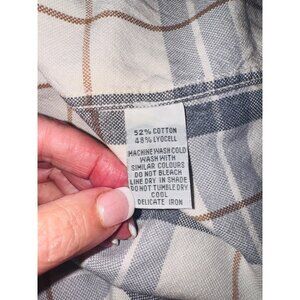 52% COTTON
48% LYOCELL
MACHINE WASH COLD
WASH WITH
SIMILAR COLOURS
DO NOT BLEACH
LINE DRY IN SHADE
DO NOT TUMBLE DRY
COOL
DELICATE IRON